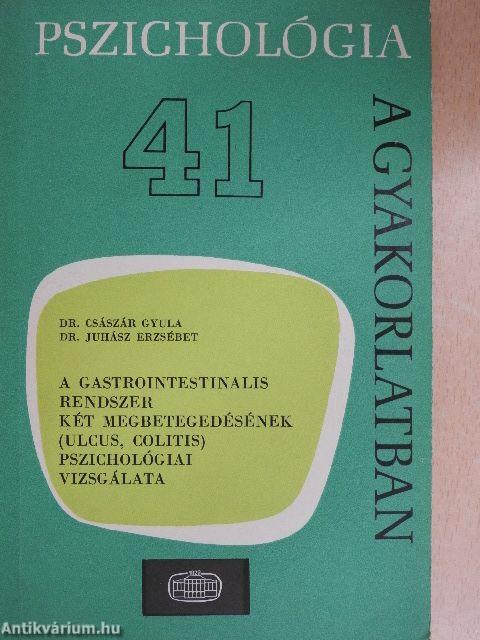 PSZICHOLÓGIA
A GYAKORLATBAN
41
DR. CSÁSZÁR GYULA
DR. JUHÁSZ ERZSÉBET
A GASTROINTESTINALIS
RENDSZER
KÉT MEGBETEGEDÉSÉNEK
(ULCUS, COLITIS)
PSZICHOLÓGIAI
VIZSGÁLATA
1828
Antikvárium.hu